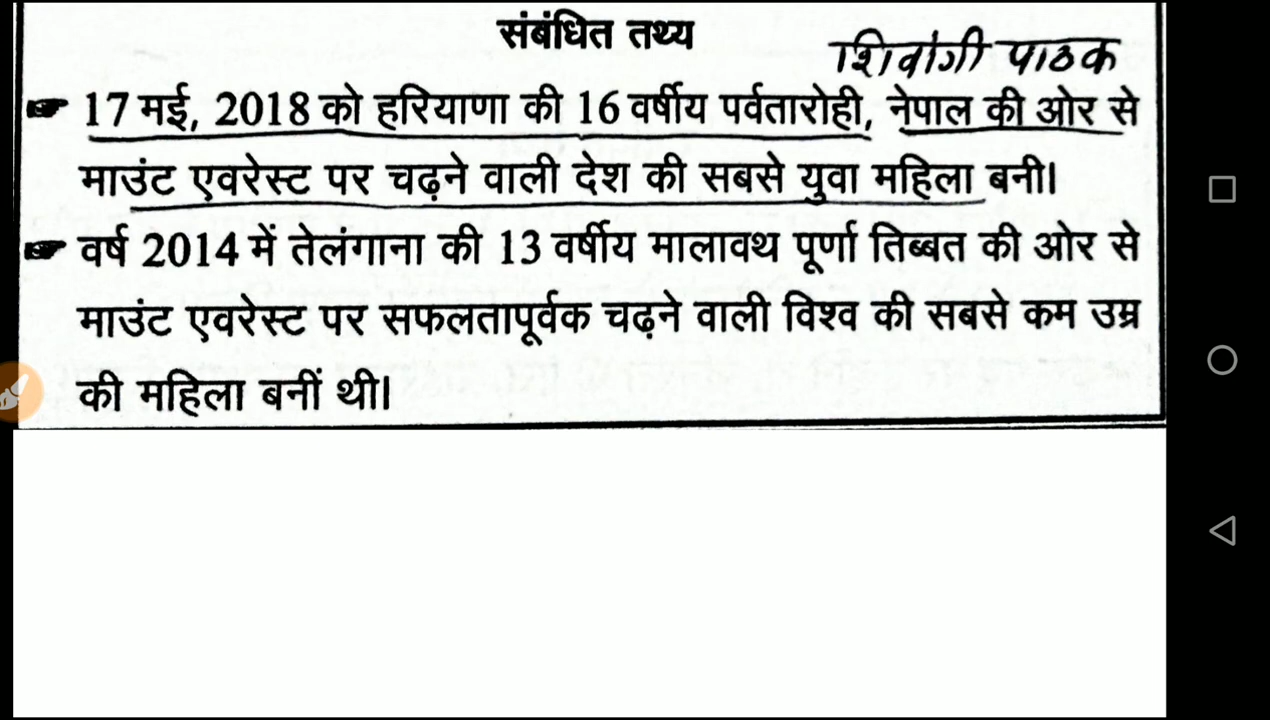 संबंधित तथ्य
शिवांगी पाठक
17 मई, 2018 को हरियाणा की 16 वर्षीय पर्वतारोही, नेपाल की ओर से
माउंट एवरेस्ट पर चढ़ने वाली देश की सबसे युवा महिला बनी।
वर्ष 2014 में तेलंगाना की 13 वर्षीय मालावथ पूर्णा तिब्बत की ओर से
माउंट एवरेस्ट पर सफलतापूर्वक चढ़ने वाली विश्व की सबसे कम उम्र
की महिला बनीं थी।